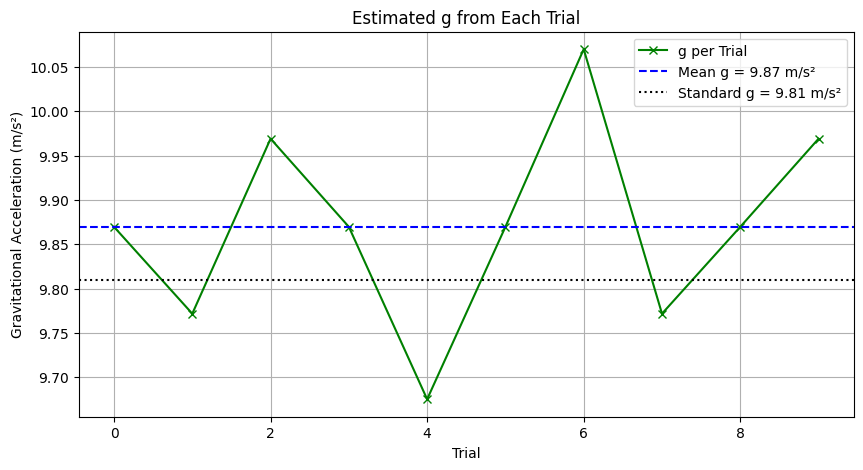 Estimated g from Each Trial
g per Trial
Mean g = 9.87 m/s²
Standard g = 9.81 m/s²
Gravitational Acceleration (m/s²)
10.05
10.00
9.95
9.90
9.85
9.80
9.75
9.70
0 2 4 6 8
Trial